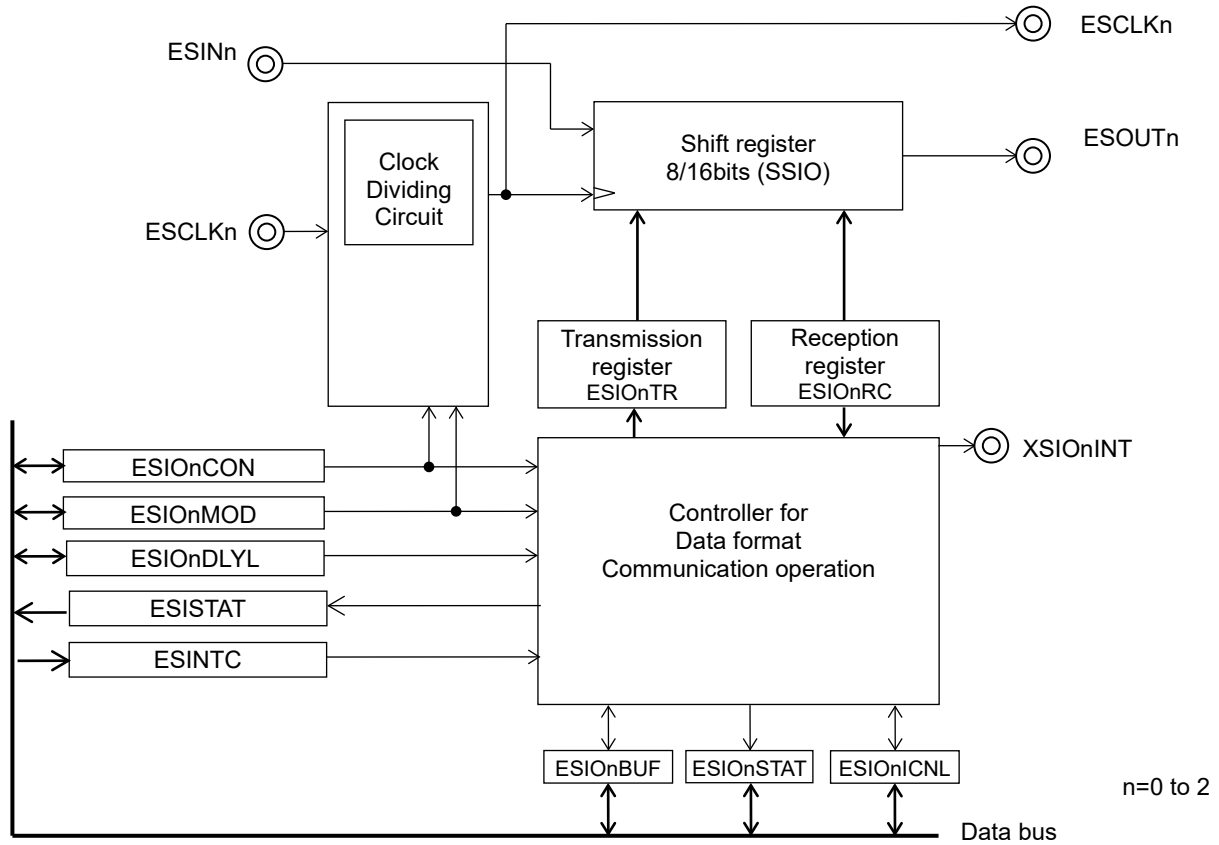 ESCLKn
ESINn
Shift register
8/16bits (SSIO)
ESOUTn
Clock
Dividing
Circuit
ESCLKn
Transmission
register
ESIOnTR
Reception
register
ESIOnRC
XSIOnINT
ESIOnCON
ESIOnMOD
ESIOnDLYL
ESISTAT
ESINTC
Controller for
Data format
Communication operation
ESIOnBUF
ESIOnSTAT
ESIOnICNL
n=0 to 2
Data bus